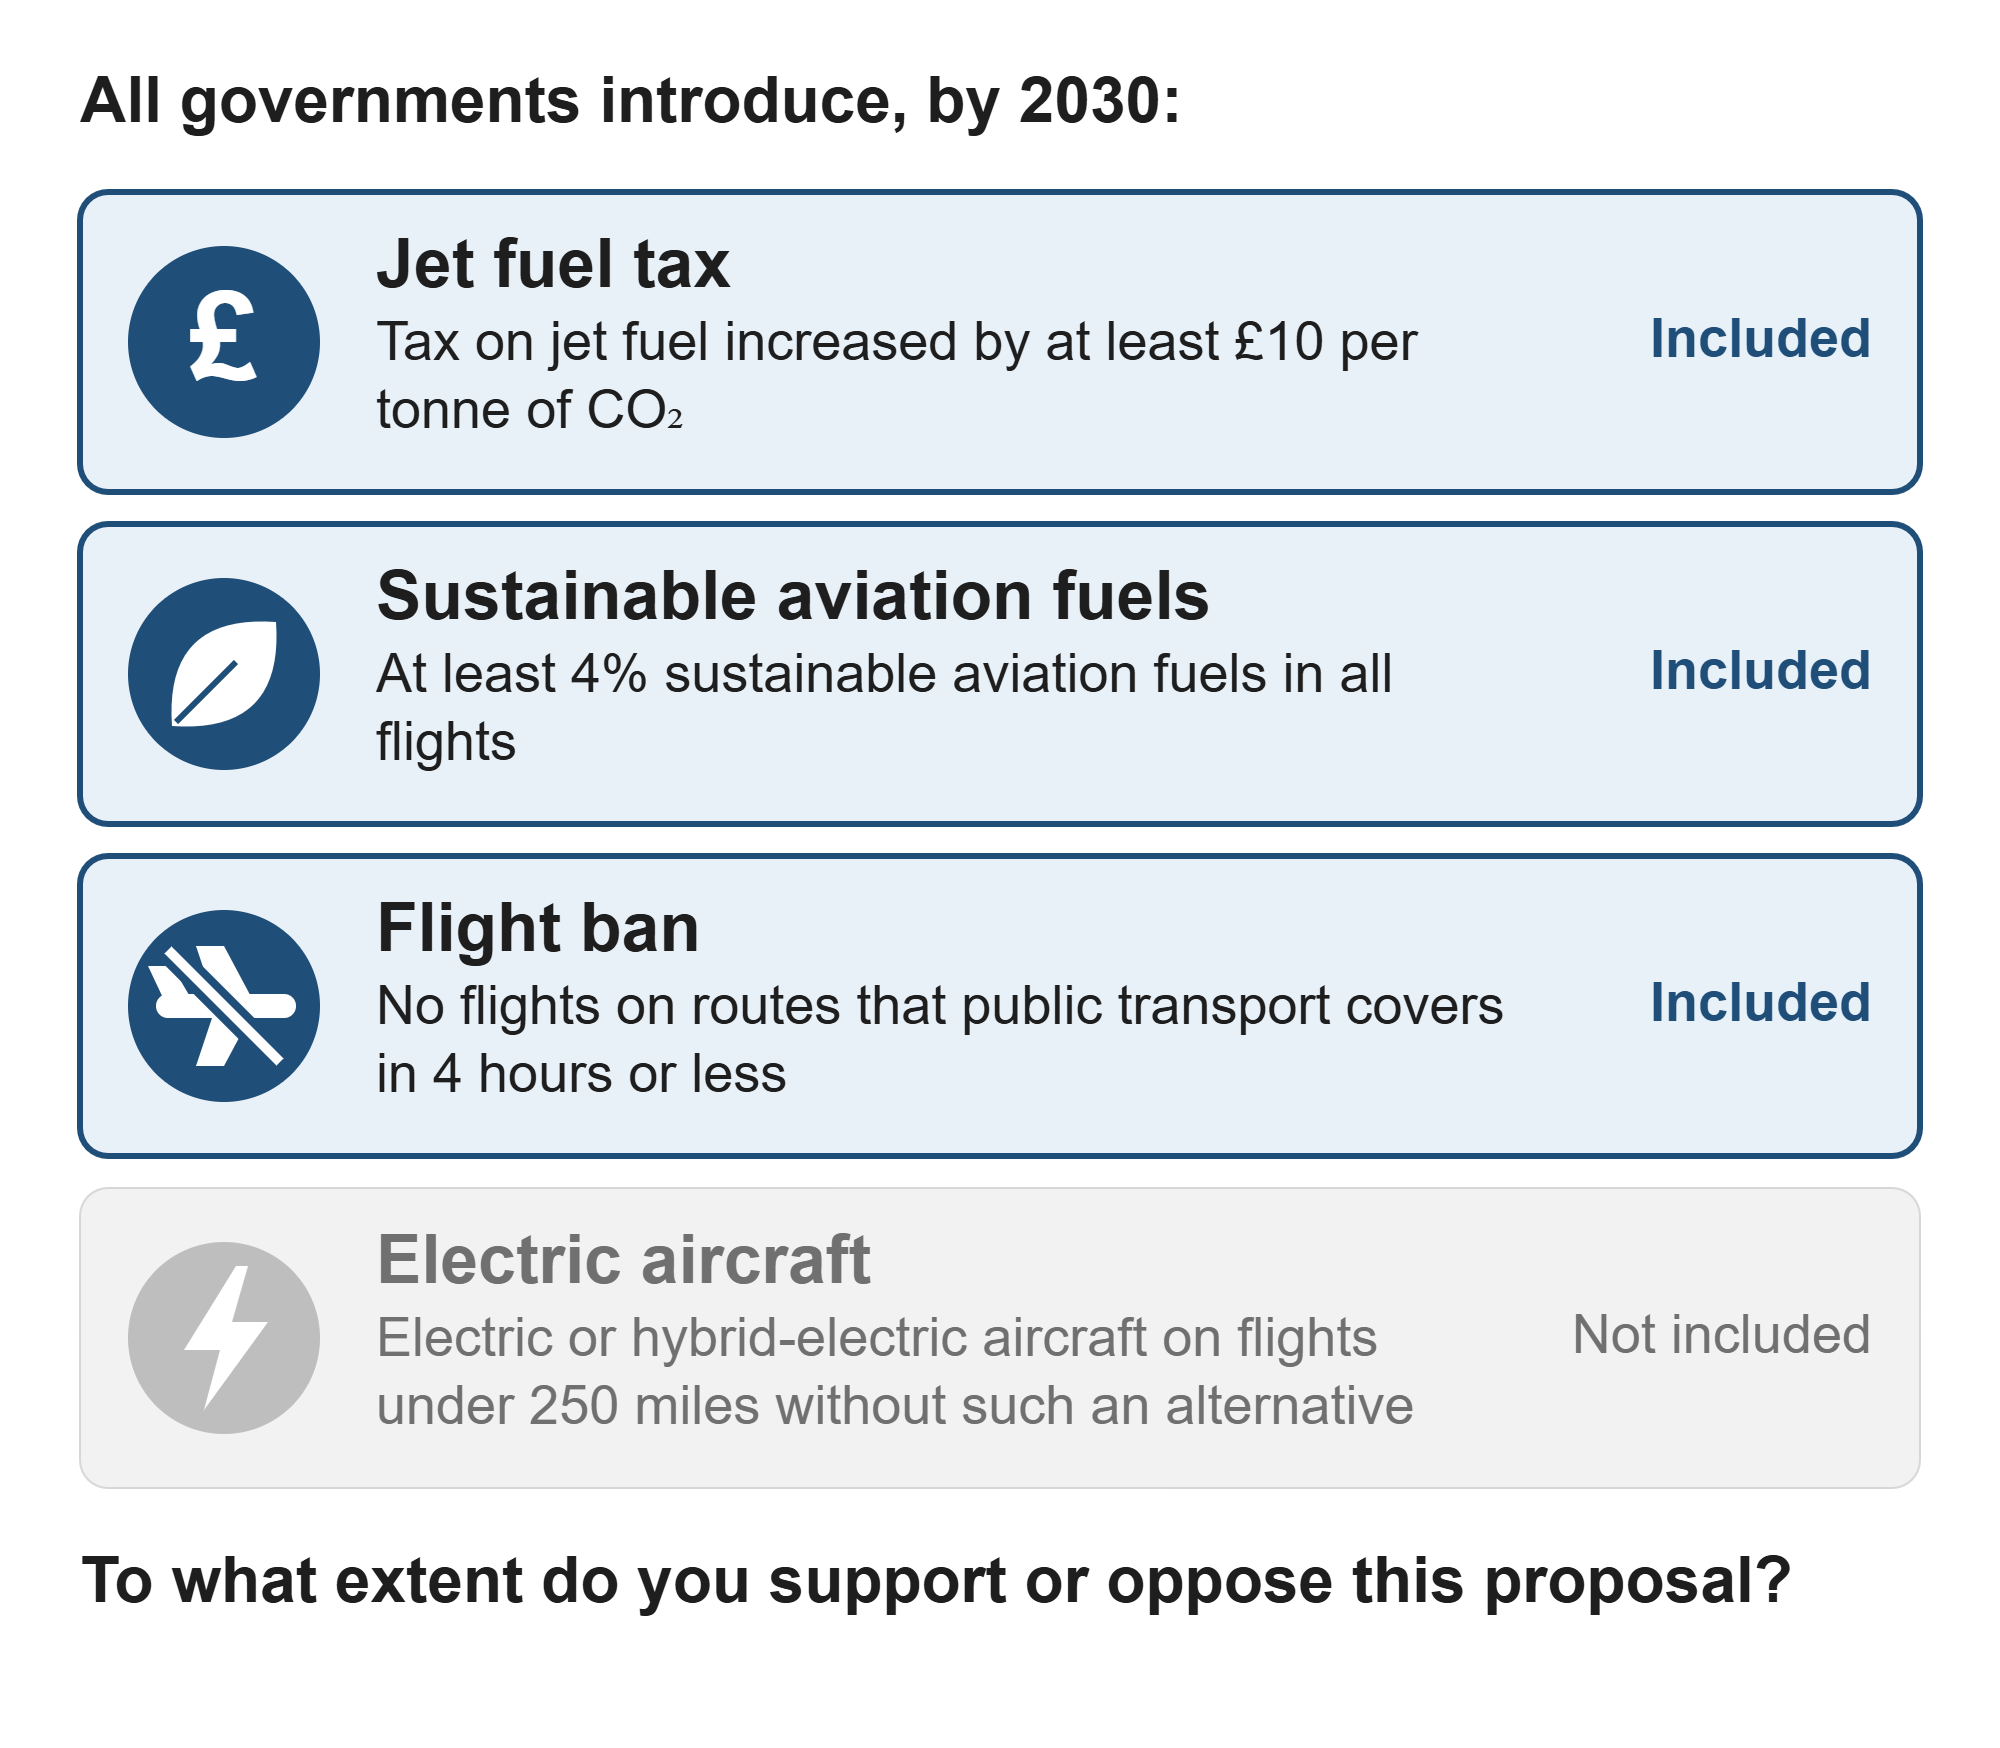 All governments introduce, by 2030:
£
Jet fuel tax
Tax on jet fuel increased by at least £10 per
tonne of CO₂
Included
Sustainable aviation fuels
At least 4% sustainable aviation fuels in all
flights
Included
Flight ban
No flights on routes that public transport covers
in 4 hours or less
Included
Electric aircraft
Electric or hybrid-electric aircraft on flights
under 250 miles without such an alternative
Not included
To what extent do you support or oppose this proposal?